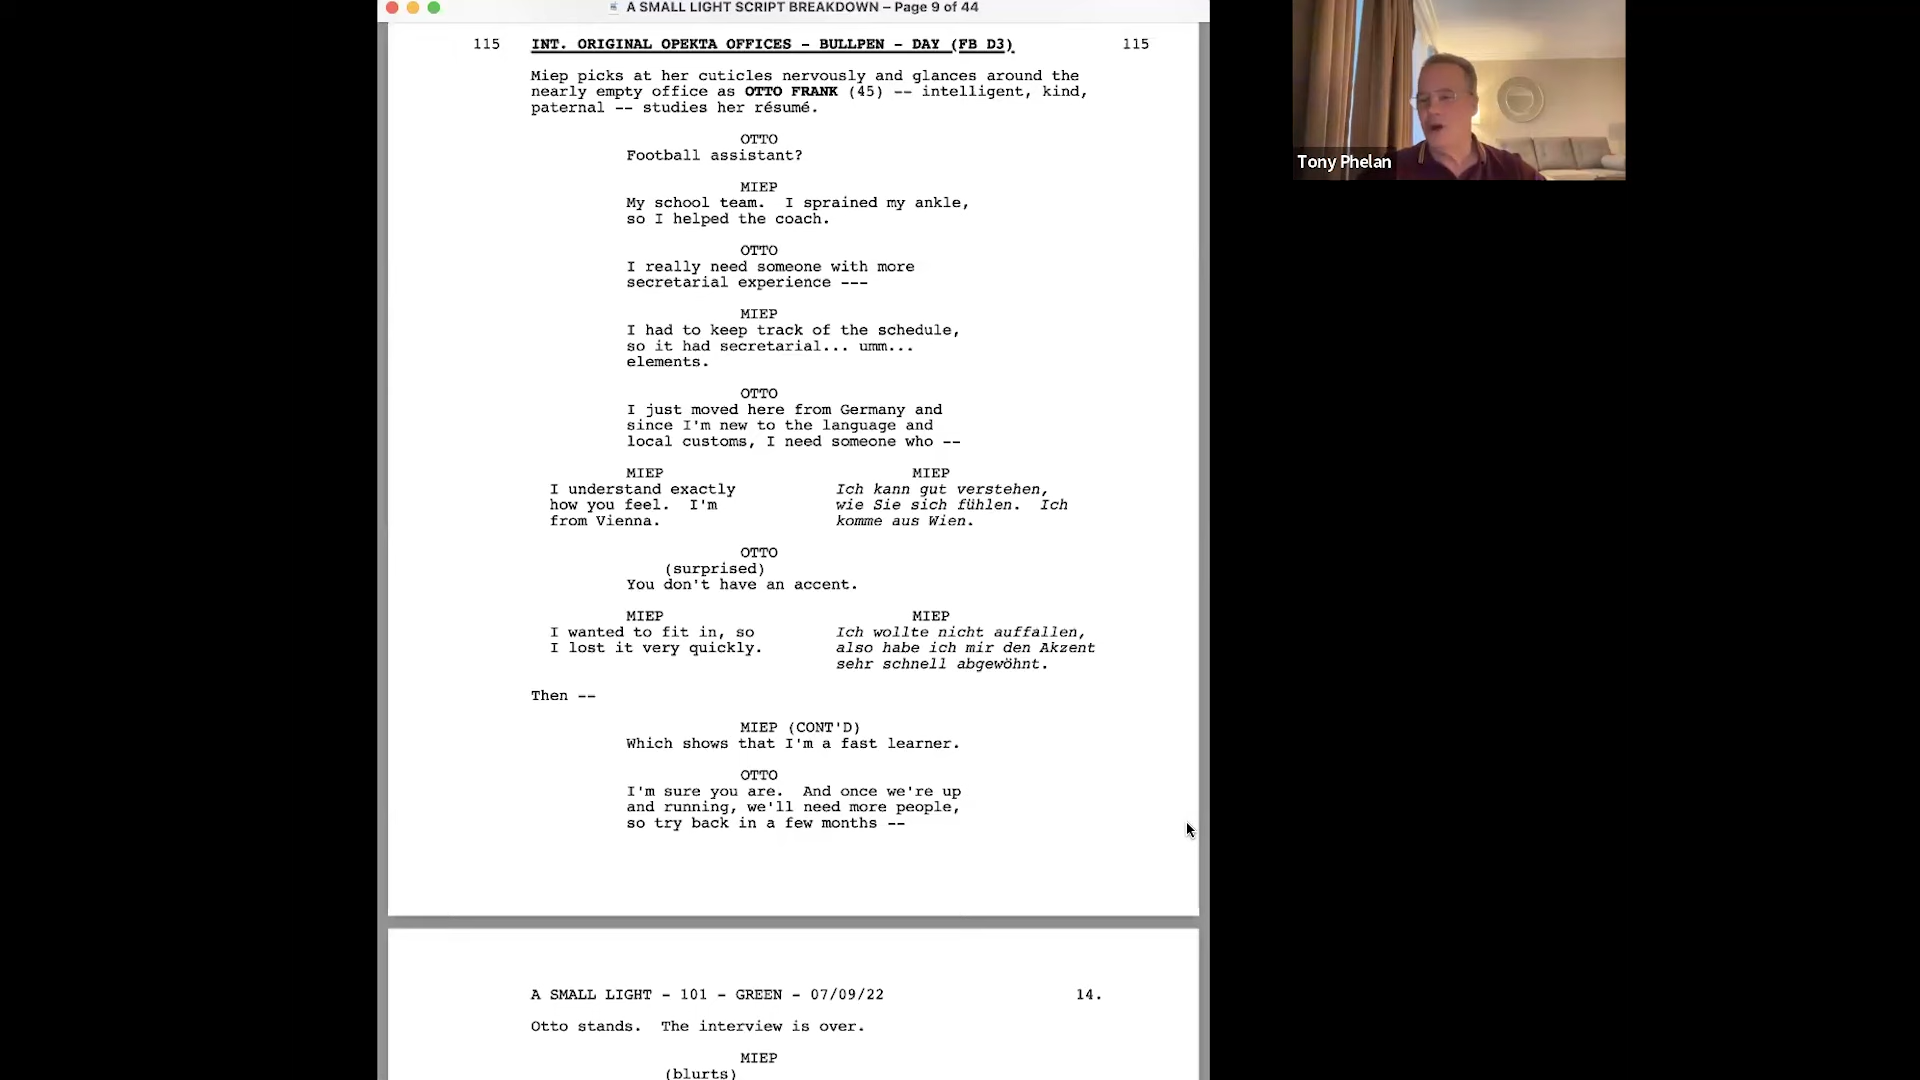 A SMALL LIGHT SCRIPT BREAKDOWN – Page 9 of 44
115 INT. ORIGINAL OPEKTA OFFICES - BULLPEN - DAY (FB D3) 115
Miep picks at her cuticles nervously and glances around the
nearly empty office as OTTO FRANK (45) -- intelligent, kind,
paternal -- studies her résumé.
OTTO
Football assistant?
MIEP
My school team. I sprained my ankle,
so I helped the coach.
OTTO
I really need someone with more
secretarial experience ---
MIEP
I had to keep track of the schedule,
so it had secretarial... umm...
elements.
OTTO
I just moved here from Germany and
since I'm new to the language and
local customs, I need someone who --
MIEP
I understand exactly
how you feel. I'm
from Vienna.
MIEP
Ich kann gut verstehen,
wie Sie sich fühlen. Ich
komme aus Wien.
OTTO
(surprised)
You don't have an accent.
MIEP
I wanted to fit in, so
I lost it very quickly.
MIEP
Ich wollte nicht auffallen,
also habe ich mir den Akzent
sehr schnell abgewöhnt.
Then --
MIEP (CONT'D)
Which shows that I'm a fast learner.
OTTO
I'm sure you are. And once we're up
and running, we'll need more people,
so try back in a few months --
A SMALL LIGHT - 101 - GREEN - 07/09/22 14.
Otto stands. The interview is over.
MIEP
(blurts)
Tony Phelan